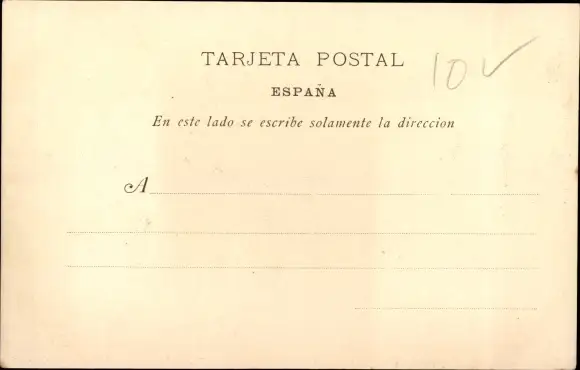 TARJETA POSTAL
10
ESPAÑA
En este lado se escribe solamente la direccion
A